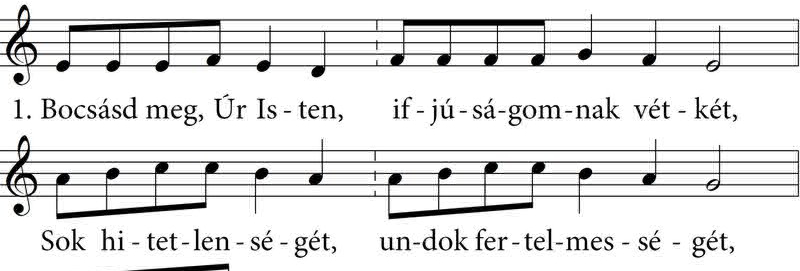 1. Bocsásd meg, Úr Is - ten, if - jú - sá - gom - nak vét - két,
Sok hi - tet - len - sé - gét, un - dok fer - tel - mes - sé - gét,